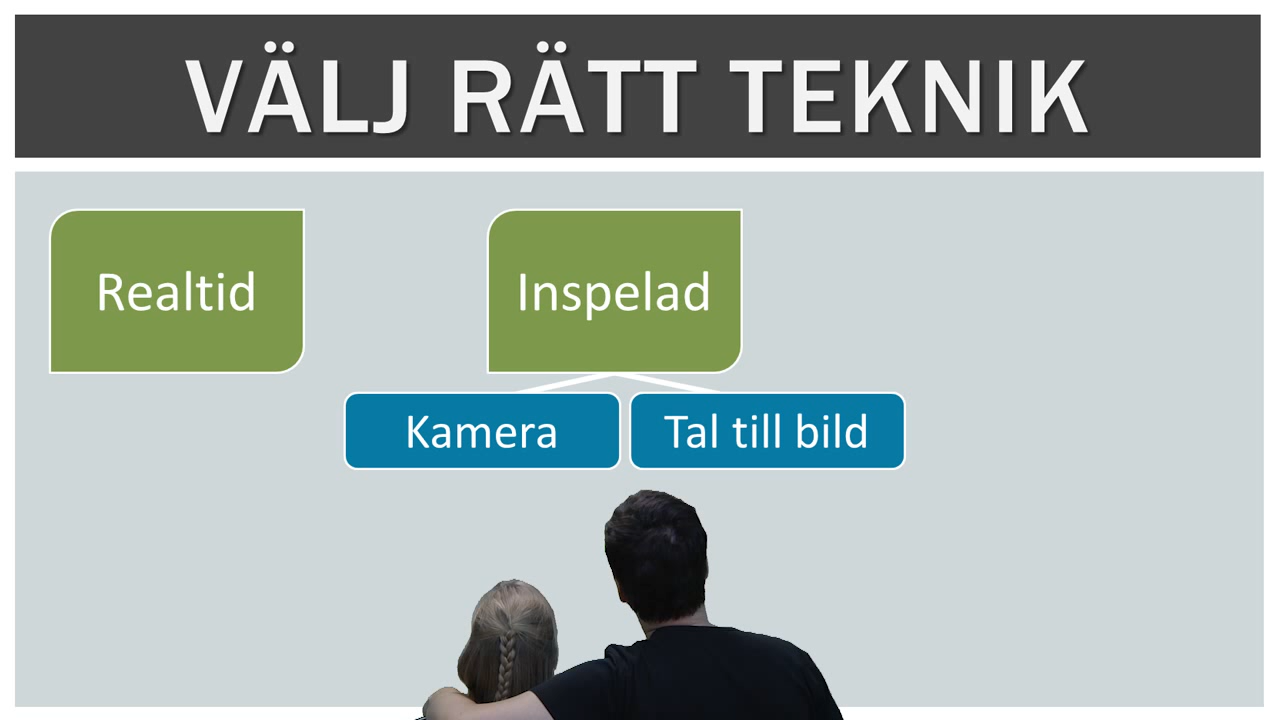 VÄLJ RÄTT TEKNIK
Realtid
Inspelad
Kamera
Tal till bild